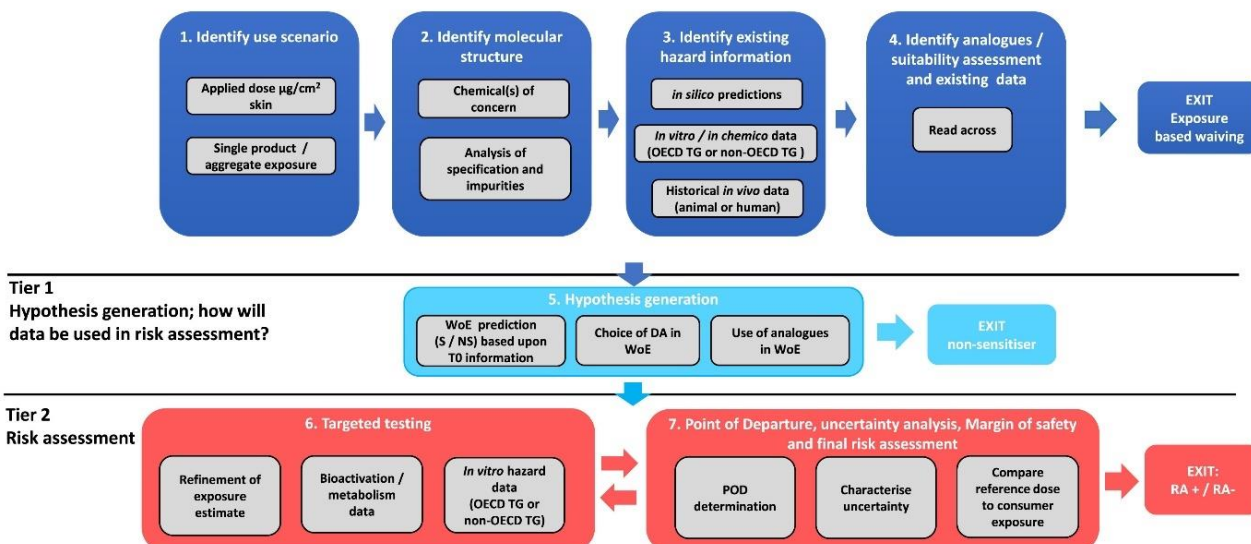 1. Identify use scenario
Applied dose µg/cm²
skin
Single product /
aggregate exposure
2. Identify molecular
structure
Chemical(s) of
concern
Analysis of
specification and
impurities
3. Identify existing
hazard information
in silico predictions
In vitro / in chemico data
(OECD TG or non-OECD TG )
Historical in vivo data
(animal or human)
4. Identify analogues /
suitability assessment
and existing data
Read across
EXIT
Exposure
based waiving
Tier 1
Hypothesis generation; how will
data be used in risk assessment?
5. Hypothesis generation
WoE prediction
(S / NS) based upon
T0 information
Choice of DA in
WoE
Use of analogues
in WoE
EXIT
non-sensitiser
Tier 2
Risk assessment
6. Targeted testing
Refinement of
exposure
estimate
Bioactivation /
metabolism
data
In vitro hazard
data
(OECD TG or
non-OECD TG)
7. Point of Departure, uncertainty analysis, Margin of safety
and final risk assessment
POD
determination
Characterise
uncertainty
Compare
reference dose
to consumer
exposure
EXIT:
RA + / RA-